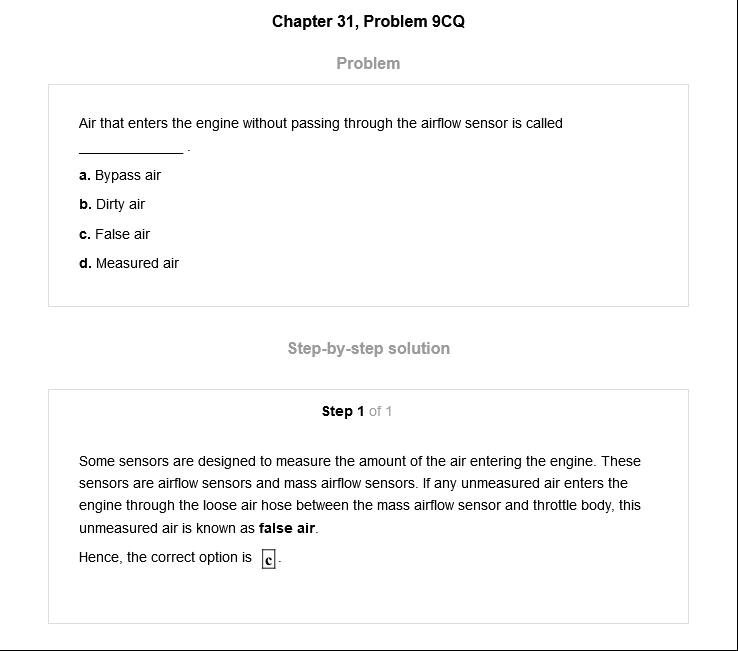 Chapter 31, Problem 9CQ
Problem
Air that enters the engine without passing through the airflow sensor is called
______________ .
a. Bypass air
b. Dirty air
c. False air
d. Measured air
Step-by-step solution
Step 1 of 1
Some sensors are designed to measure the amount of the air entering the engine. These
sensors are airflow sensors and mass airflow sensors. If any unmeasured air enters the
engine through the loose air hose between the mass airflow sensor and throttle body, this
unmeasured air is known as false air.
Hence, the correct option is c .